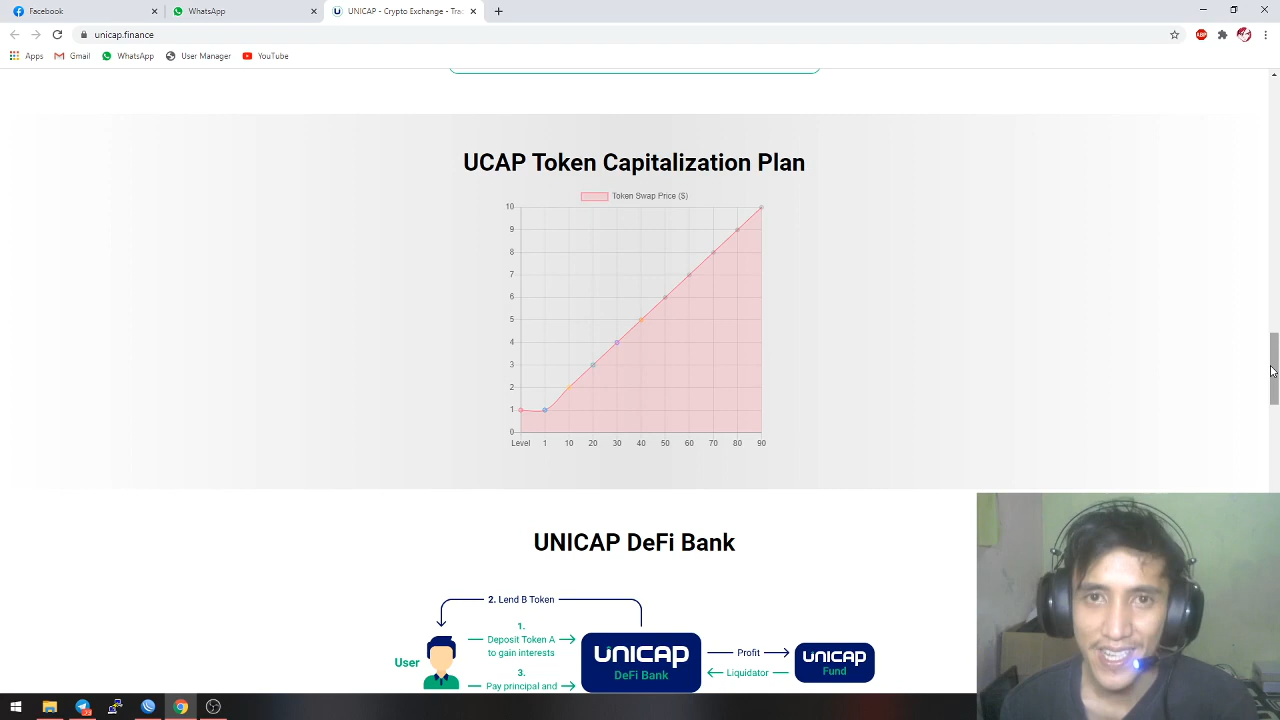 Facebook
WhatsApp
UNICAP - Crypto Exchange - Tra
unicap.finance
ABP
Apps
Gmail
WhatsApp
User Manager
YouTube
UCAP Token Capitalization Plan
Token Swap Price ($)
10
9
8
7
6
5
4
3
2
1
0
Level 1 10 20 30 40 50 60 70 80 90
UNICAP DeFi Bank
2. Lend B Token
1.
Deposit Token A
to gain interests
User
3.
Pay principal and
UNICAP
DeFi Bank
Profit
Liquidator
UNICAP
Fund